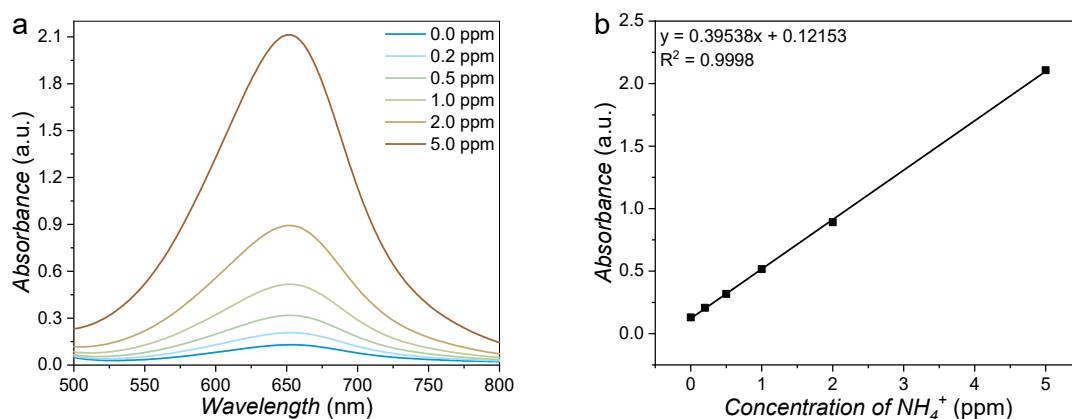 a
2.1
1.8
1.5
1.2
0.9
0.6
0.3
0.0
Absorbance (a.u.)
0.0 ppm
0.2 ppm
0.5 ppm
1.0 ppm
2.0 ppm
5.0 ppm
500 550 600 650 700 750 800
Wavelength (nm)
b
2.5
2.0
1.5
1.0
0.5
0.0
Absorbance (a.u.)
y = 0.39538x + 0.12153
R² = 0.9998
0 1 2 3 4 5
Concentration of NH₄⁺ (ppm)